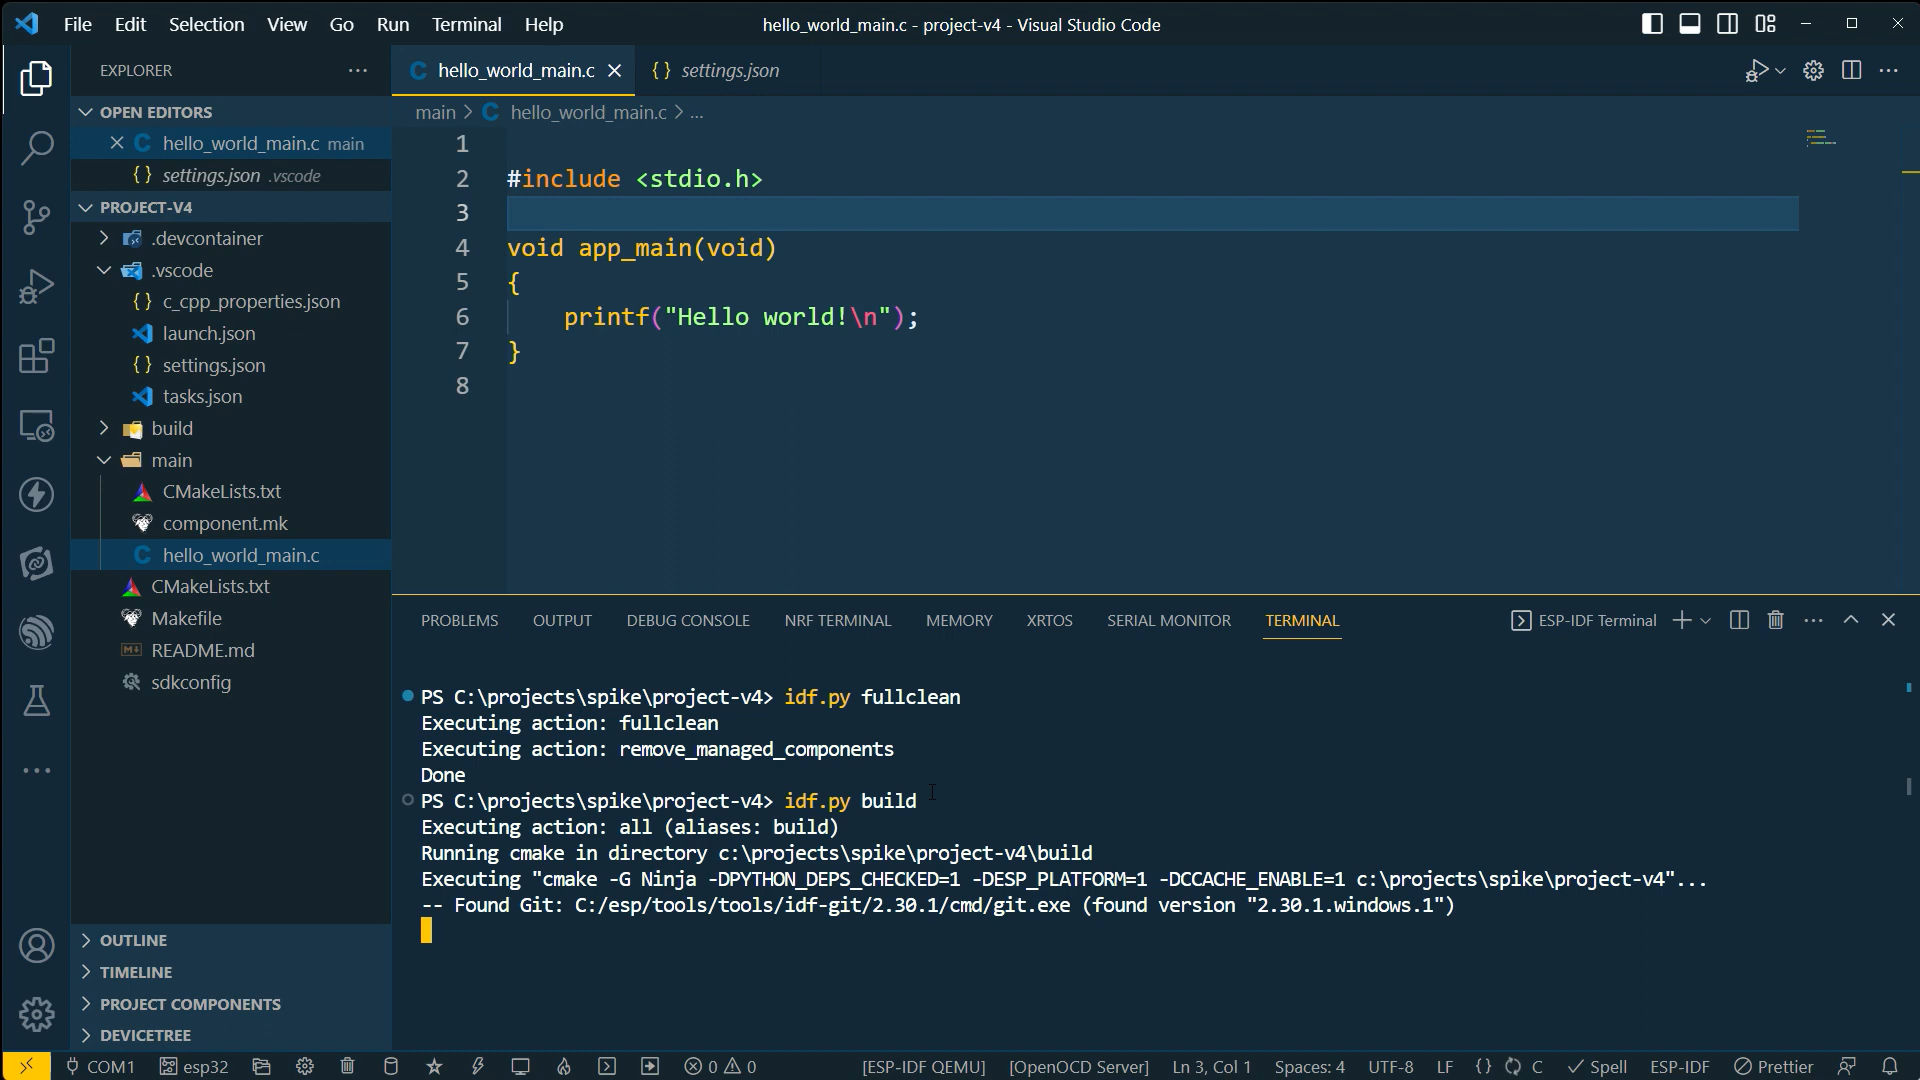 File Edit Selection View Go Run Terminal Help
hello_world_main.c - project-v4 - Visual Studio Code
EXPLORER
OPEN EDITORS
hello_world_main.c main
settings.json .vscode
PROJECT-V4
.devcontainer
.vscode
c_cpp_properties.json
launch.json
settings.json
tasks.json
build
main
CMakeLists.txt
component.mk
hello_world_main.c
CMakeLists.txt
Makefile
README.md
sdkconfig
OUTLINE
TIMELINE
PROJECT COMPONENTS
DEVICETREE
hello_world_main.c
settings.json
main > C hello_world_main.c > ...
1
2 #include <stdio.h>
3
4 void app_main(void)
5 {
6 printf("Hello world!\n");
7 }
8
PROBLEMS OUTPUT DEBUG CONSOLE NRF TERMINAL MEMORY XRTOS SERIAL MONITOR TERMINAL
ESP-IDF Terminal
PS C:\projects\spike\project-v4> idf.py fullclean
Executing action: fullclean
Executing action: remove_managed_components
Done
PS C:\projects\spike\project-v4> idf.py build
Executing action: all (aliases: build)
Running cmake in directory c:\projects\spike\project-v4\build
Executing "cmake -G Ninja -DPYTHON_DEPS_CHECKED=1 -DESP_PLATFORM=1 -DCCACHE_ENABLE=1 c:\projects\spike\project-v4"...
-- Found Git: C:/esp/tools/tools/idf-git/2.30.1/cmd/git.exe (found version "2.30.1.windows.1")
COM1 esp32 0 0 [ESP-IDF QEMU] [OpenOCD Server] Ln 3, Col 1 Spaces: 4 UTF-8 LF {} C Spell ESP-IDF Prettier